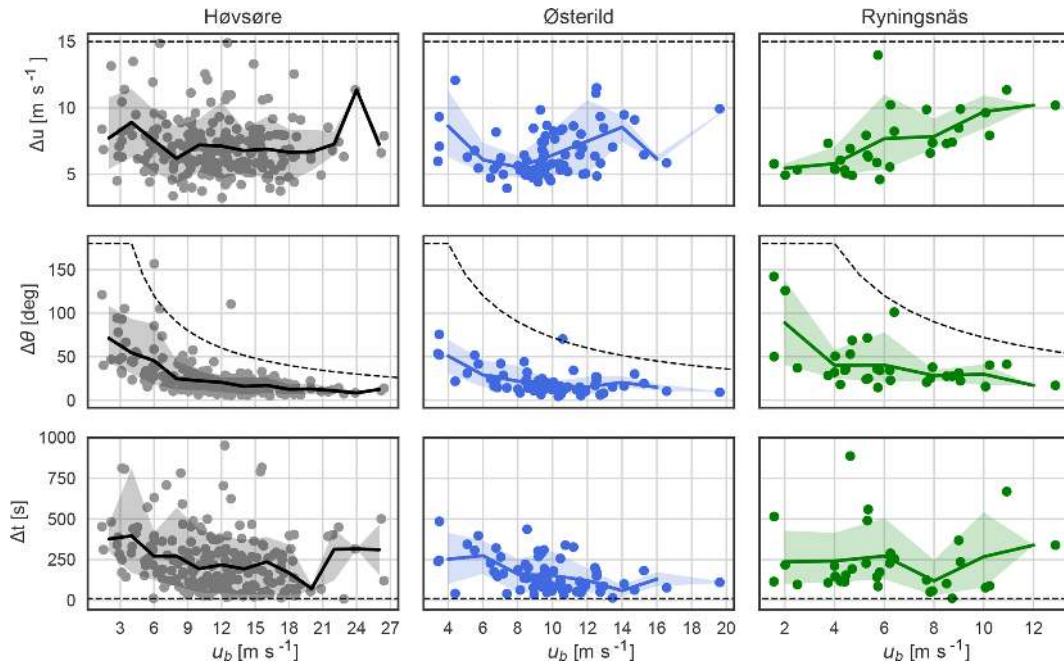 Høvsøre Østerild Ryningsnäs
15
Δu [m s⁻¹]
10
5
150
Δθ [deg]
100
50
0
1000
750
Δt [s]
500
250
0
3 6 9 12 15 18 21 24 27 4 6 8 10 12 14 16 18 20 2 4 6 8 10 12
u_b [m s⁻¹] u_b [m s⁻¹] u_b [m s⁻¹]